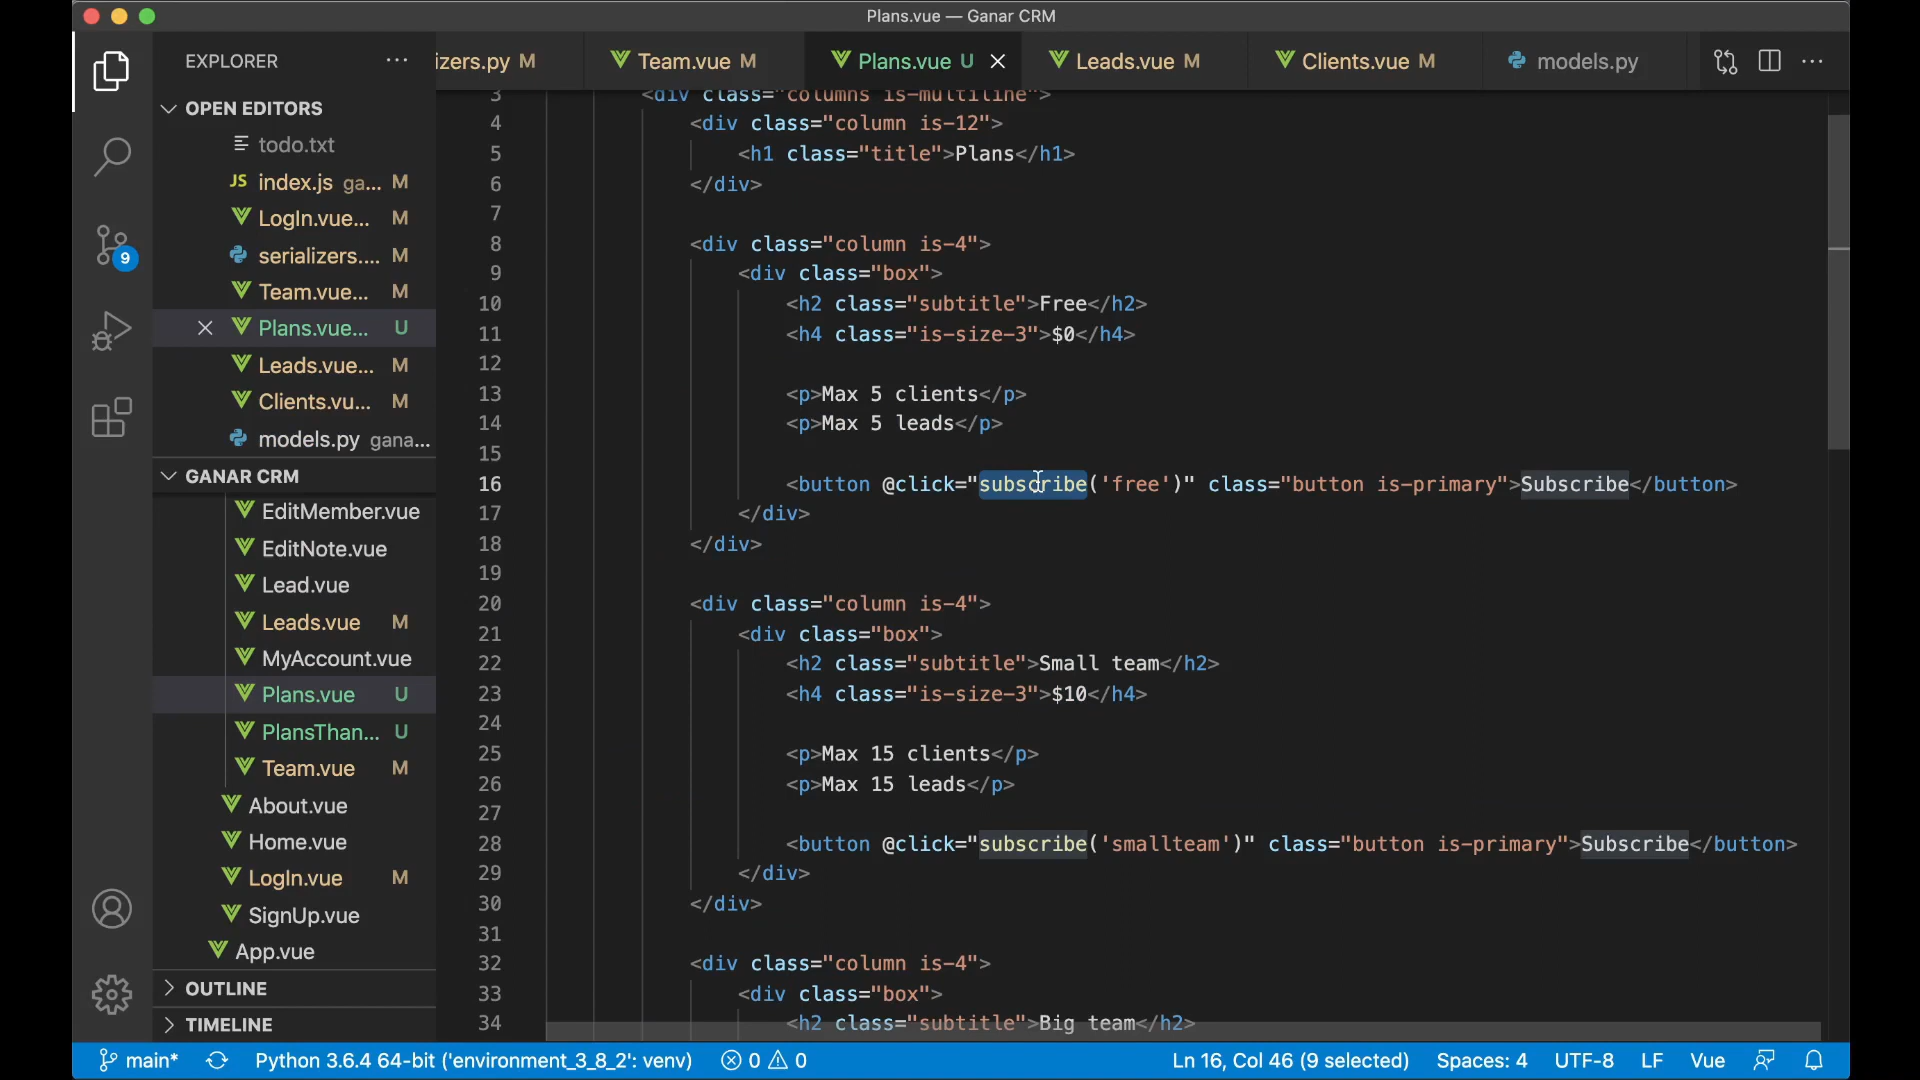 Plans.vue — Ganar CRM
EXPLORER
izers.py M
Team.vue M
Plans.vue U
Leads.vue M
Clients.vue M
models.py
OPEN EDITORS
todo.txt
JS index.js ga... M
LogIn.vue... M
serializers.... M
Team.vue... M
Plans.vue... U
Leads.vue... M
Clients.vu... M
models.py gana...
GANAR CRM
EditMember.vue
EditNote.vue
Lead.vue
Leads.vue M
MyAccount.vue
Plans.vue U
PlansThan... U
Team.vue M
About.vue
Home.vue
LogIn.vue M
SignUp.vue
App.vue
OUTLINE
TIMELINE
9
3 <div class="columns is-multiline">
4 <div class="column is-12">
5 <h1 class="title">Plans</h1>
6 </div>
7
8 <div class="column is-4">
9 <div class="box">
10 <h2 class="subtitle">Free</h2>
11 <h4 class="is-size-3">$0</h4>
12
13 <p>Max 5 clients</p>
14 <p>Max 5 leads</p>
15
16 <button @click="subscribe('free')" class="button is-primary">Subscribe</button>
17 </div>
18 </div>
19
20 <div class="column is-4">
21 <div class="box">
22 <h2 class="subtitle">Small team</h2>
23 <h4 class="is-size-3">$10</h4>
24
25 <p>Max 15 clients</p>
26 <p>Max 15 leads</p>
27
28 <button @click="subscribe('smallteam')" class="button is-primary">Subscribe</button>
29 </div>
30 </div>
31
32 <div class="column is-4">
33 <div class="box">
34 <h2 class="subtitle">Big team</h2>
main* Python 3.6.4 64-bit ('environment_3_8_2': venv) 0 0 Ln 16, Col 46 (9 selected) Spaces: 4 UTF-8 LF Vue